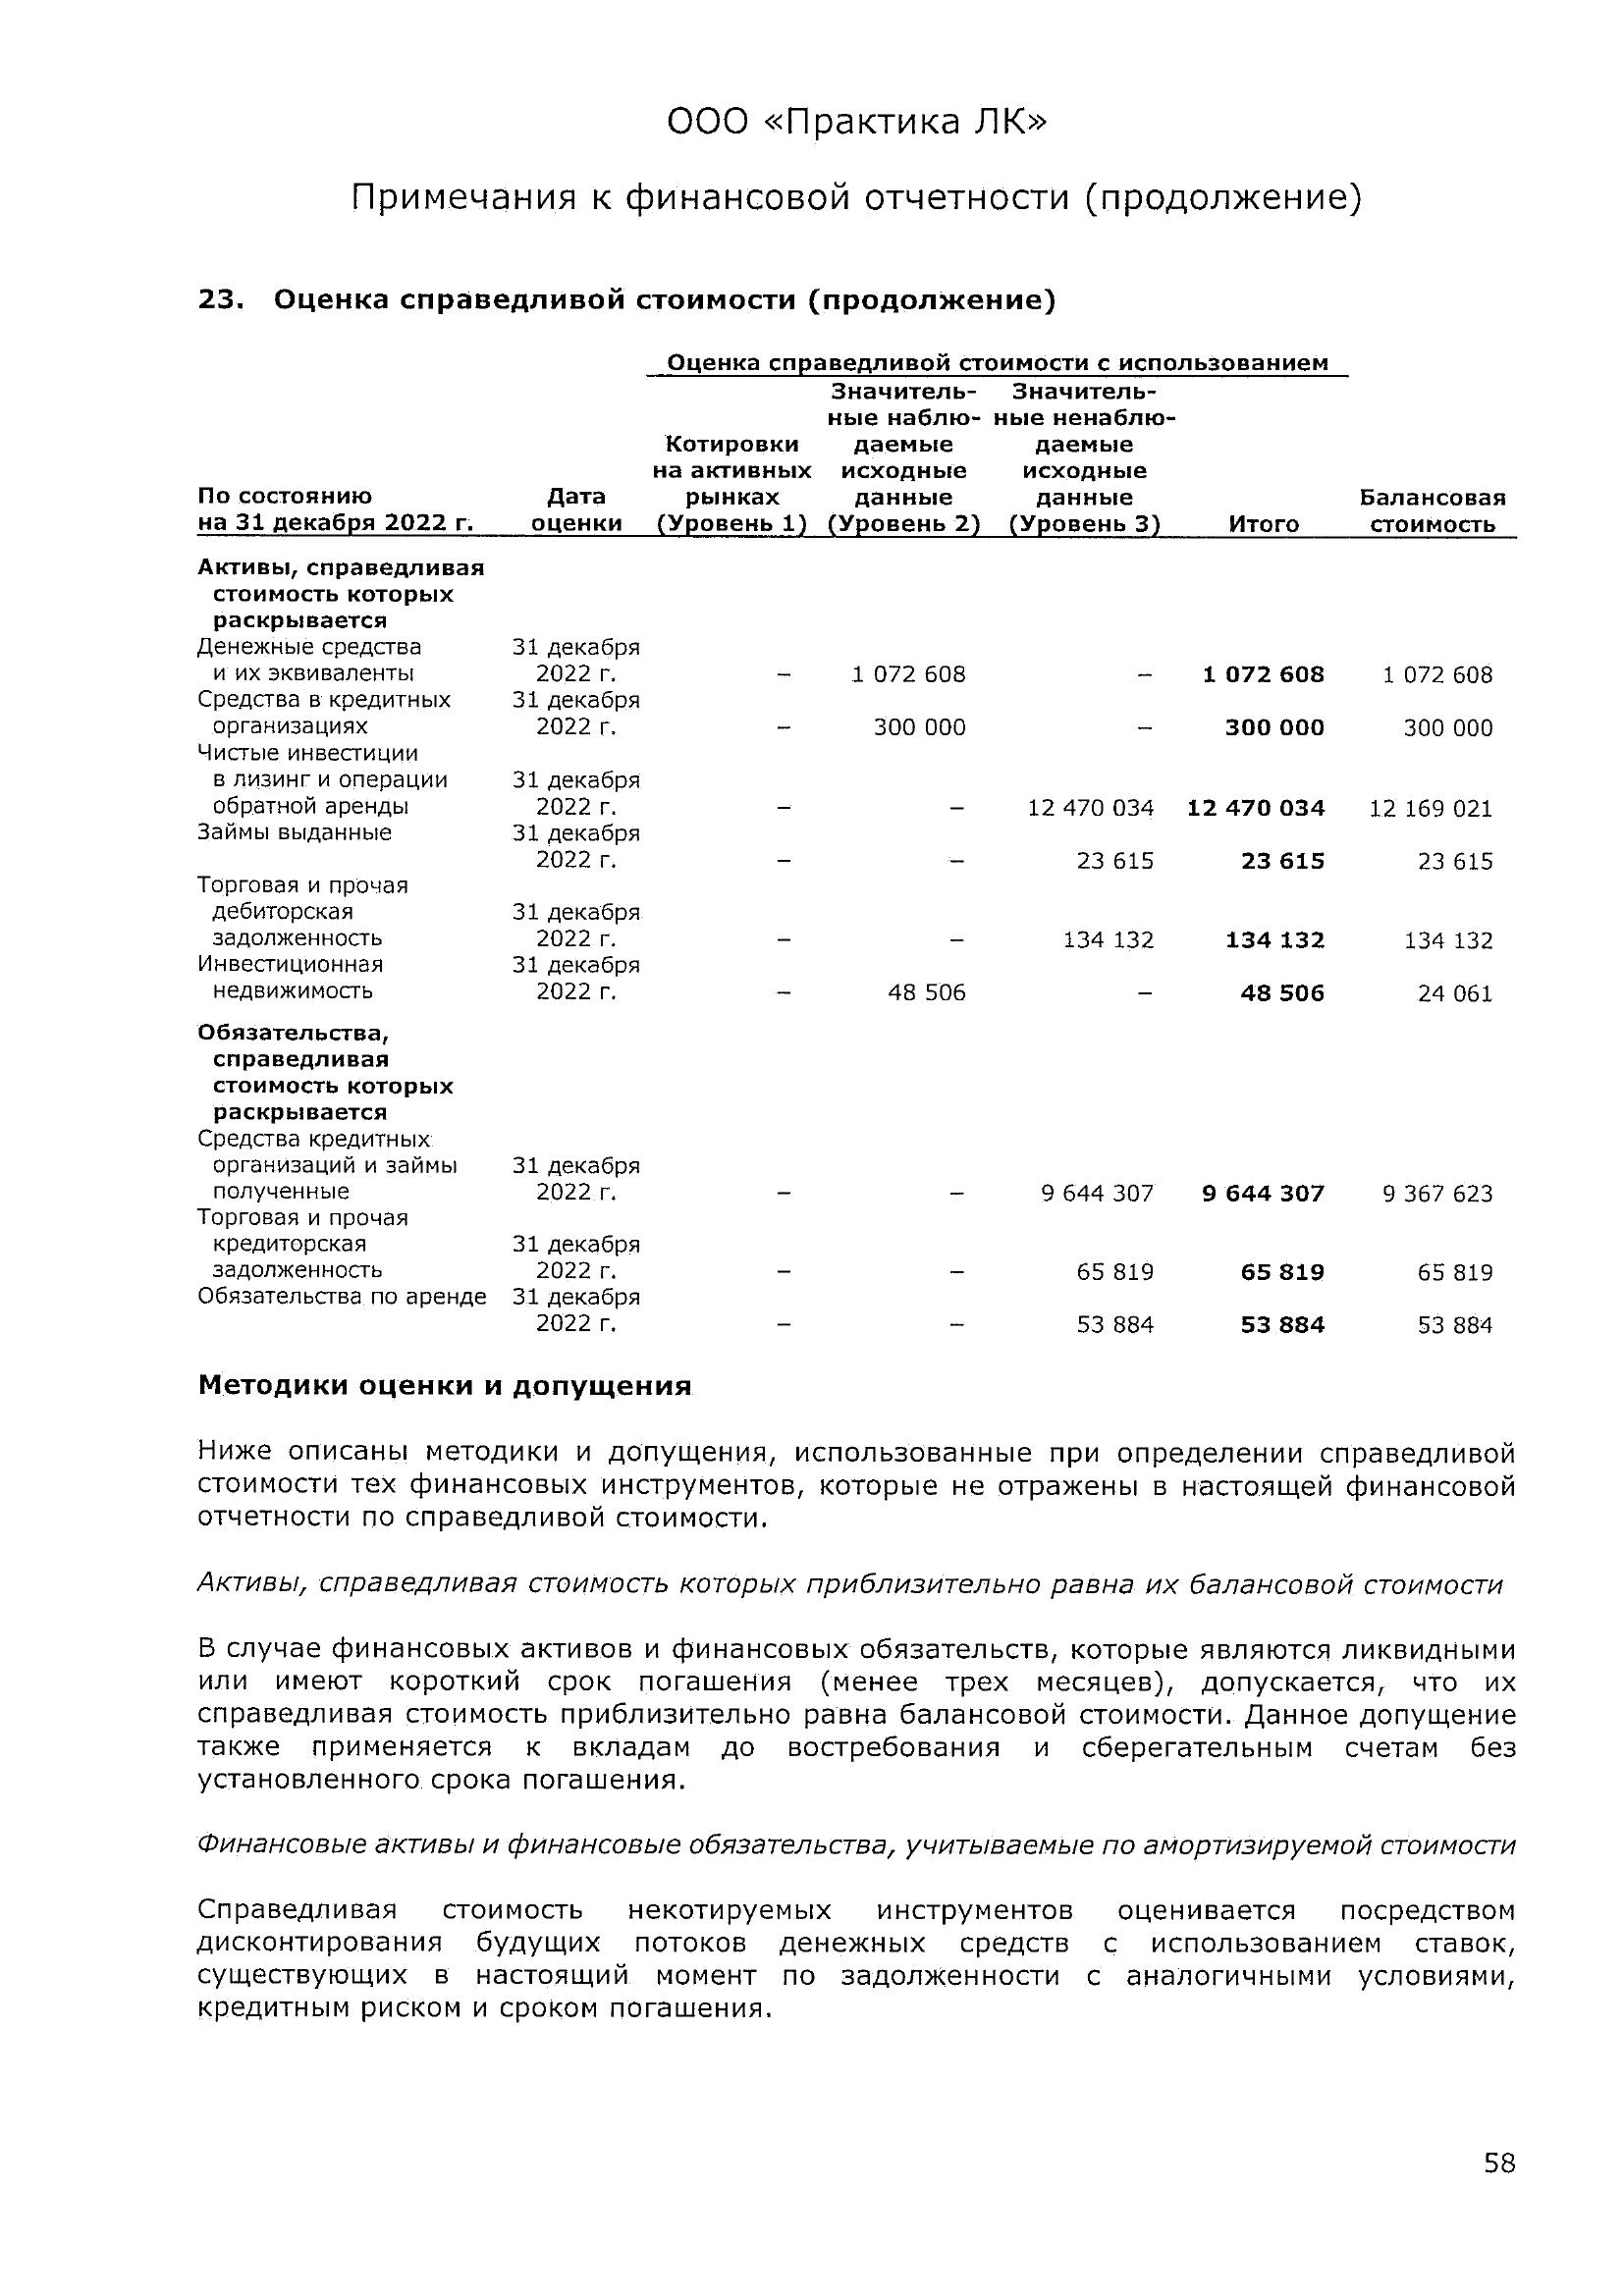 ООО «Практика ЛК»
Примечания к финансовой отчетности (продолжение)
23. Оценка справедливой стоимости (продолжение)
Оценка справедливой стоимости с использованием
Значитель- Значитель-
ные наблю- ные ненаблю-
Котировки даемые даемые
на активных исходные исходные
По состоянию Дата рынках данные данные Балансовая
на 31 декабря 2022 г. оценки (Уровень 1) (Уровень 2) (Уровень 3) Итого стоимость
Активы, справедливая
стоимость которых
раскрывается
Денежные средства 31 декабря
и их эквиваленты 2022 г. – 1 072 608 – 1 072 608 1 072 608
Средства в кредитных 31 декабря
организациях 2022 г. – 300 000 – 300 000 300 000
Чистые инвестиции
в лизинг и операции 31 декабря
обратной аренды 2022 г. – – 12 470 034 12 470 034 12 169 021
Займы выданные 31 декабря
2022 г. – – 23 615 23 615 23 615
Торговая и прочая
дебиторская 31 декабря
задолженность 2022 г. – – 134 132 134 132 134 132
Инвестиционная 31 декабря
недвижимость 2022 г. – 48 506 – 48 506 24 061
Обязательства,
справедливая
стоимость которых
раскрывается
Средства кредитных
организаций и займы 31 декабря
полученные 2022 г. – – 9 644 307 9 644 307 9 367 623
Торговая и прочая
кредиторская 31 декабря
задолженность 2022 г. – – 65 819 65 819 65 819
Обязательства по аренде 31 декабря
2022 г. – – 53 884 53 884 53 884
Методики оценки и допущения
Ниже описаны методики и допущения, использованные при определении справедливой
стоимости тех финансовых инструментов, которые не отражены в настоящей финансовой
отчетности по справедливой стоимости.
Активы, справедливая стоимость которых приблизительно равна их балансовой стоимости
В случае финансовых активов и финансовых обязательств, которые являются ликвидными
или имеют короткий срок погашения (менее трех месяцев), допускается, что их
справедливая стоимость приблизительно равна балансовой стоимости. Данное допущение
также применяется к вкладам до востребования и сберегательным счетам без
установленного срока погашения.
Финансовые активы и финансовые обязательства, учитываемые по амортизируемой стоимости
Справедливая стоимость некотируемых инструментов оценивается посредством
дисконтирования будущих потоков денежных средств с использованием ставок,
существующих в настоящий момент по задолженности с аналогичными условиями,
кредитным риском и сроком погашения.
58